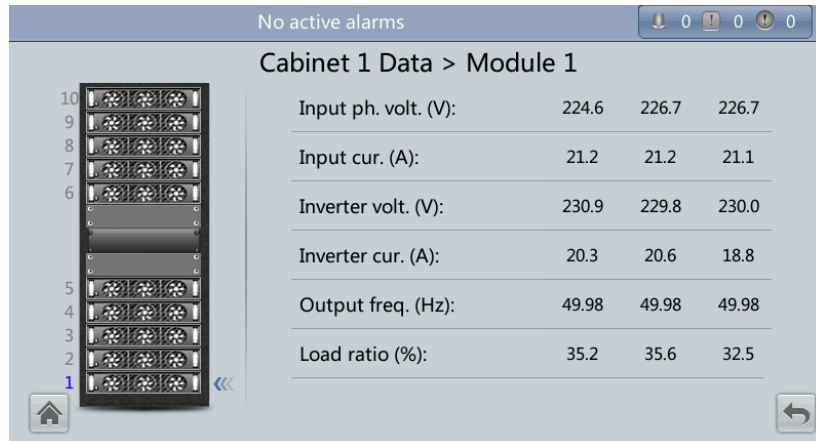 No active alarms
0 0 0
Cabinet 1 Data > Module 1
10
9
8
7
6
5
4
3
2
1
Input ph. volt. (V): 224.6 226.7 226.7
Input cur. (A): 21.2 21.2 21.1
Inverter volt. (V): 230.9 229.8 230.0
Inverter cur. (A): 20.3 20.6 18.8
Output freq. (Hz): 49.98 49.98 49.98
Load ratio (%): 35.2 35.6 32.5